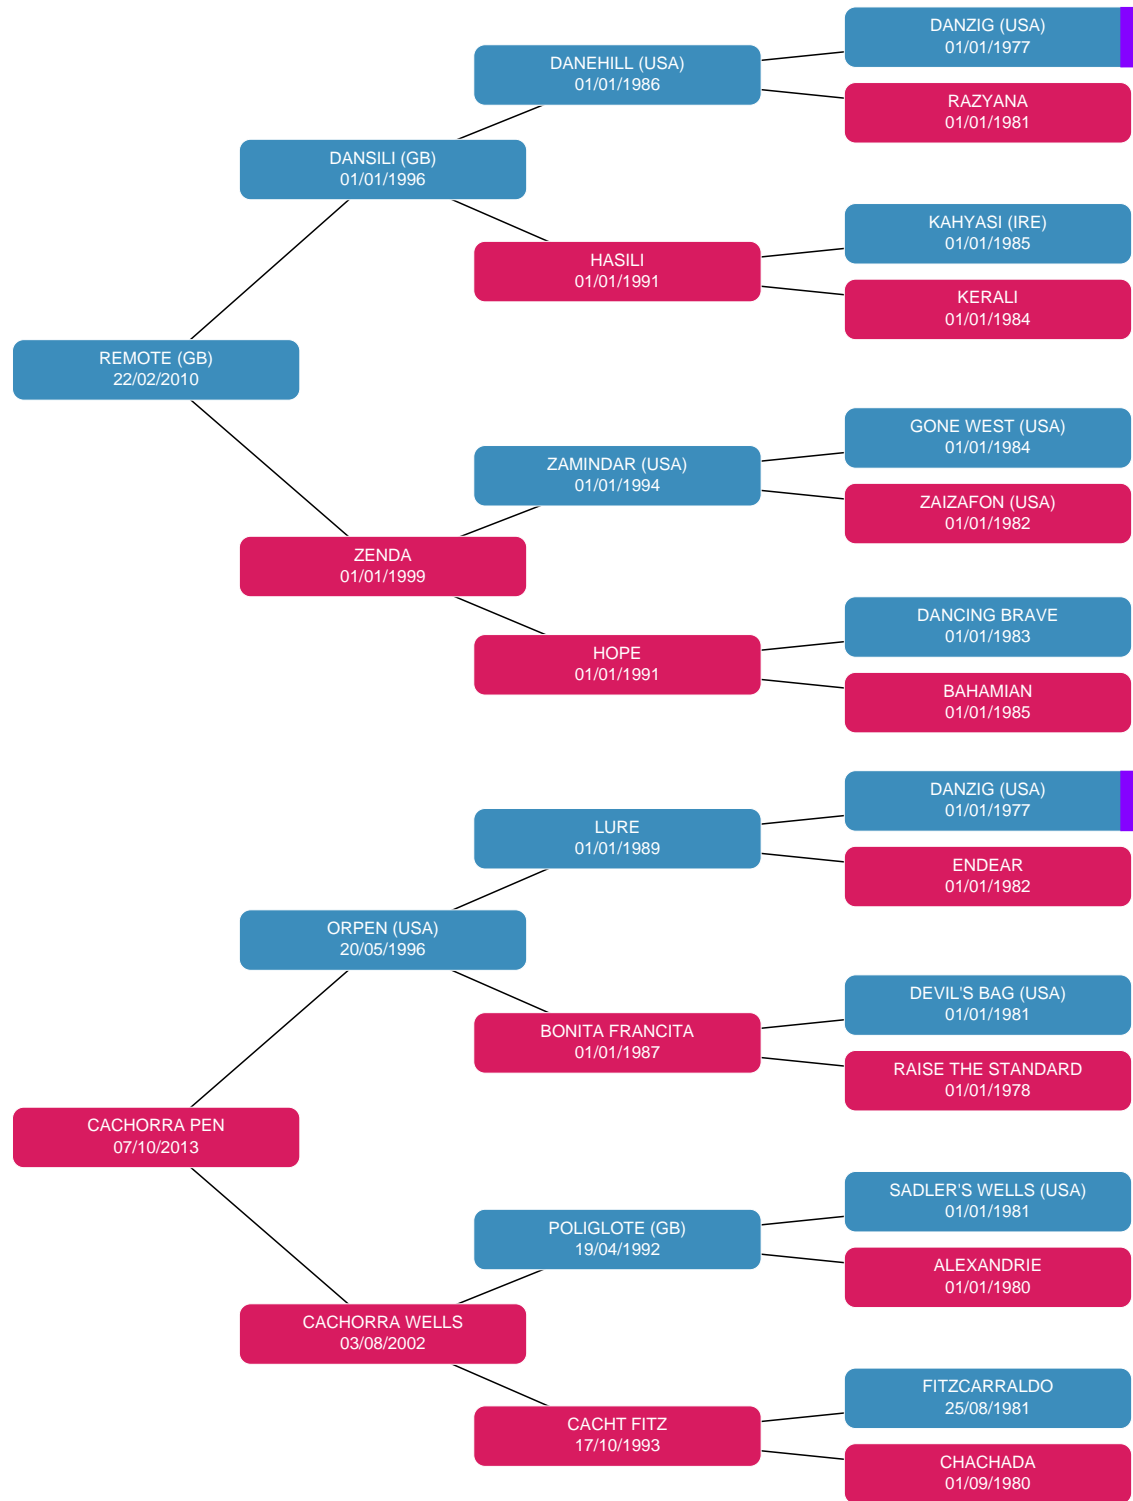 DANZIG (USA)
01/01/1977
DANEHILL (USA)
01/01/1986
RAZYANA
01/01/1981
DANSILI (GB)
01/01/1996
KAHYASI (IRE)
01/01/1985
HASILI
01/01/1991
KERALI
01/01/1984
REMOTE (GB)
22/02/2010
GONE WEST (USA)
01/01/1984
ZAMINDAR (USA)
01/01/1994
ZAIZAFON (USA)
01/01/1982
ZENDA
01/01/1999
DANCING BRAVE
01/01/1983
HOPE
01/01/1991
BAHAMIAN
01/01/1985
DANZIG (USA)
01/01/1977
LURE
01/01/1989
ENDEAR
01/01/1982
ORPEN (USA)
20/05/1996
DEVIL'S BAG (USA)
01/01/1981
BONITA FRANCITA
01/01/1987
RAISE THE STANDARD
01/01/1978
CACHORRA PEN
07/10/2013
SADLER'S WELLS (USA)
01/01/1981
POLIGLOTE (GB)
19/04/1992
ALEXANDRIE
01/01/1980
CACHORRA WELLS
03/08/2002
FITZCARRALDO
25/08/1981
CACHT FITZ
17/10/1993
CHACHADA
01/09/1980